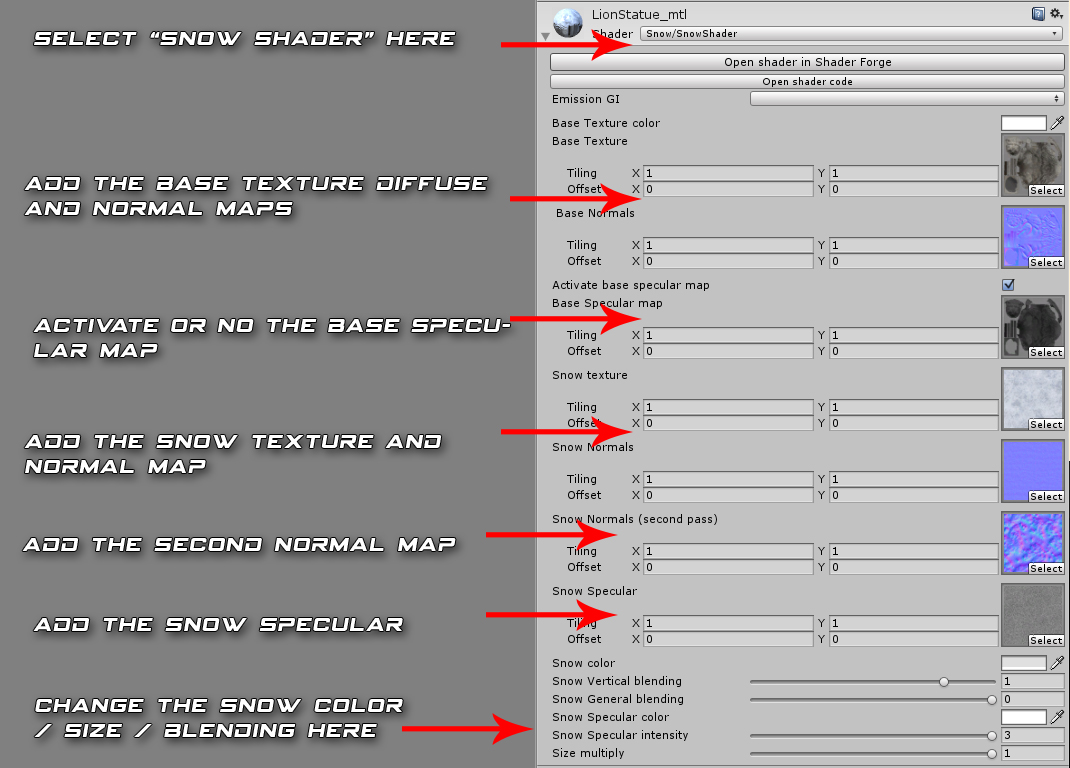 SELECT "SNOW SHADER" HERE
ADD THE BASE TEXTURE DIFFUSE
AND NORMAL MAPS
ACTIVATE OR NO THE BASE SPECU-
LAR MAP
ADD THE SNOW TEXTURE AND
NORMAL MAP
ADD THE SECOND NORMAL MAP
ADD THE SNOW SPECULAR
CHANGE THE SNOW COLOR
/ SIZE / BLENDING HERE
LionStatue_mtl
Shader Snow/SnowShader
Open shader in Shader Forge
Open shader code
Emission GI
Base Texture color
Base Texture
Tiling X 1 Y 1
Offset X 0 Y 0
Select
Base Normals
Tiling X 1 Y 1
Offset X 0 Y 0
Select
Activate base specular map
Base Specular map
Tiling X 1 Y 1
Offset X 0 Y 0
Select
Snow texture
Tiling X 1 Y 1
Offset X 0 Y 0
Select
Snow Normals
Tiling X 1 Y 1
Offset X 0 Y 0
Select
Snow Normals (second pass)
Tiling X 1 Y 1
Offset X 0 Y 0
Select
Snow Specular
Tiling X 1 Y 1
Offset X 0 Y 0
Select
Snow color
Snow Vertical blending 1
Snow General blending 0
Snow Specular color
Snow Specular intensity 3
Size multiply 1